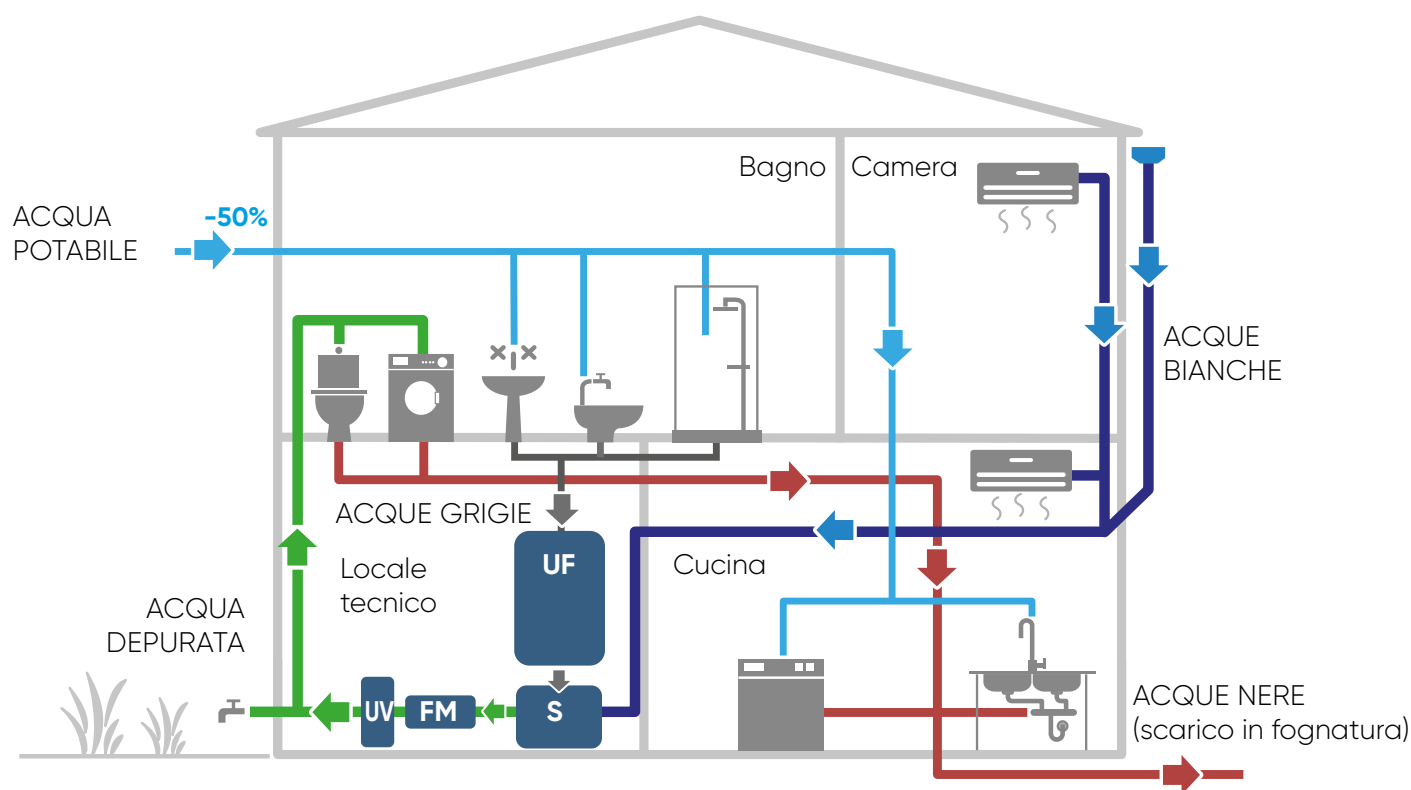 Bagno
Camera
ACQUA
POTABILE
-50%
ACQUE
BIANCHE
ACQUE GRIGIE
UF
Locale
tecnico
Cucina
ACQUA
DEPURATA
UV
FM
S
ACQUE NERE
(scarico in fognatura)